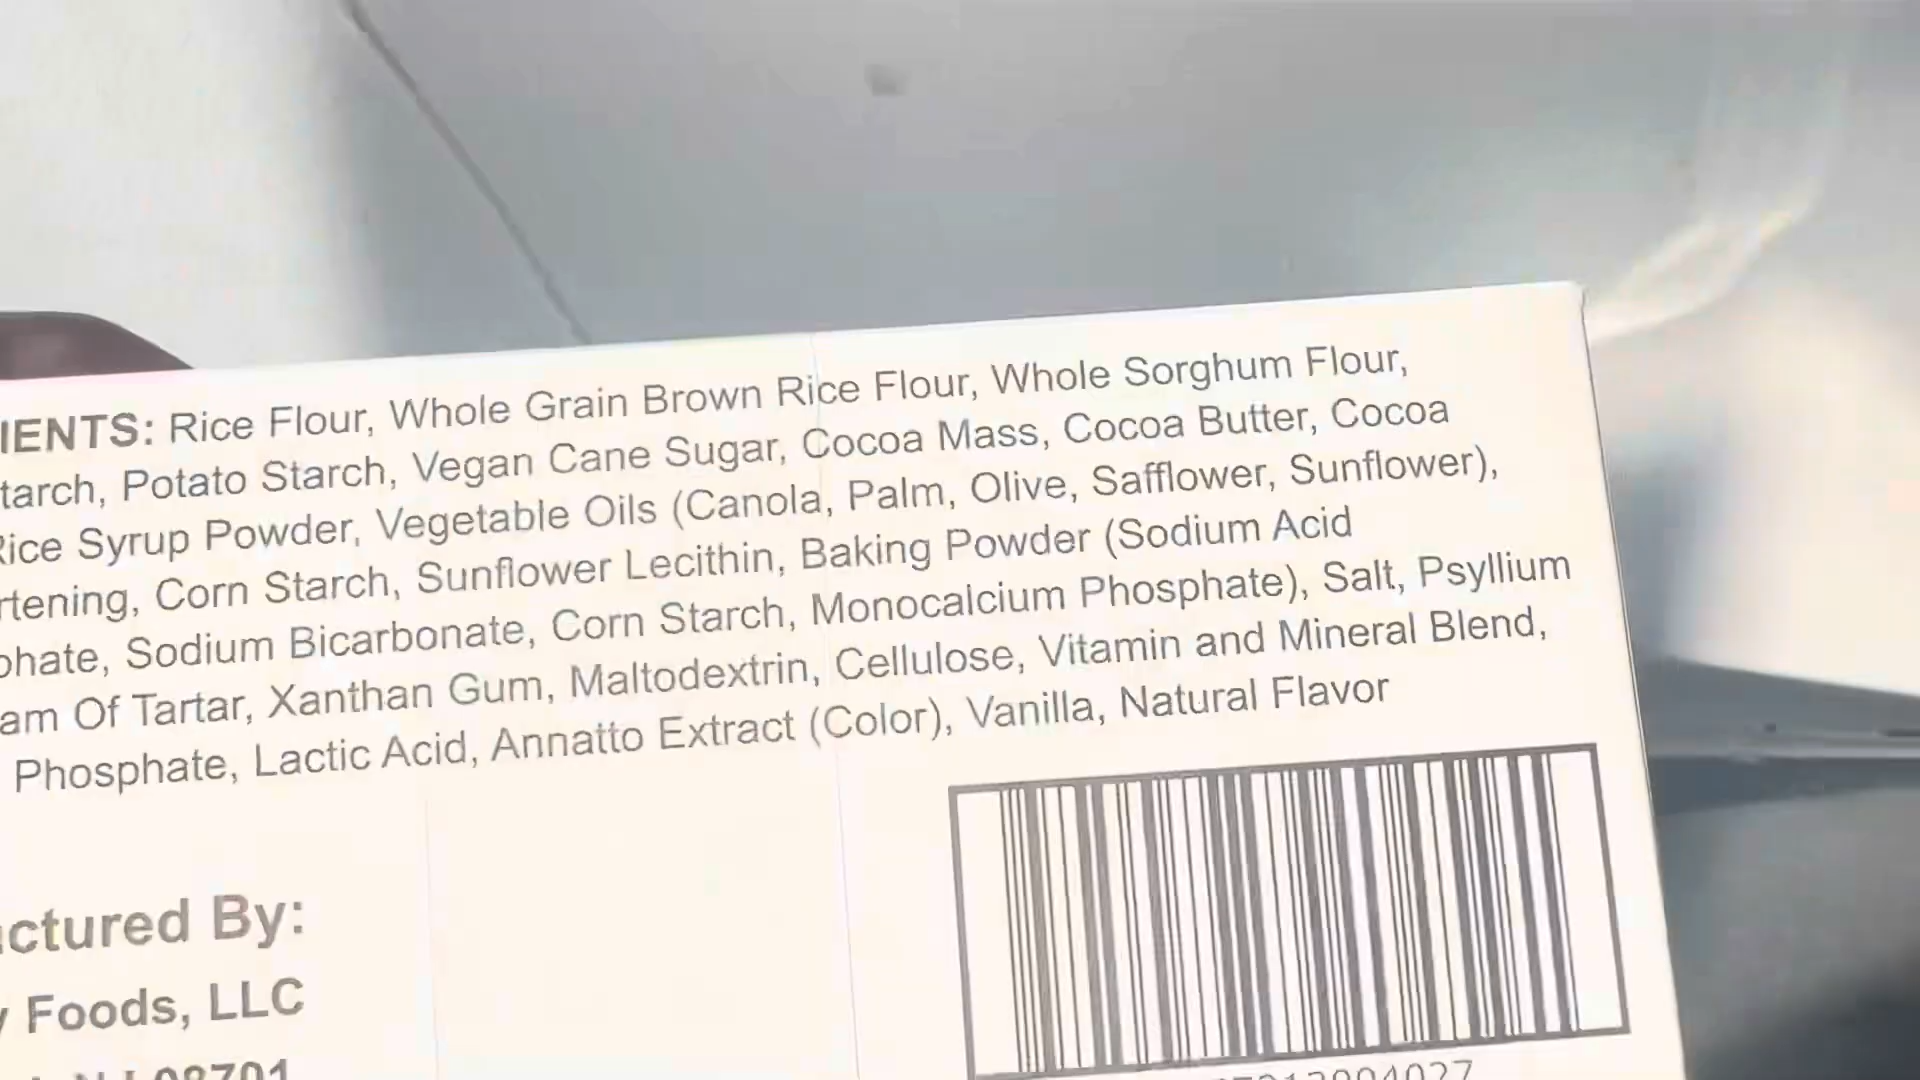 IENTS: Rice Flour, Whole Grain Brown Rice Flour, Whole Sorghum Flour,
tarch, Potato Starch, Vegan Cane Sugar, Cocoa Mass, Cocoa Butter, Cocoa
Rice Syrup Powder, Vegetable Oils (Canola, Palm, Olive, Safflower, Sunflower),
rtening, Corn Starch, Sunflower Lecithin, Baking Powder (Sodium Acid
phate, Sodium Bicarbonate, Corn Starch, Monocalcium Phosphate), Salt, Psyllium
am Of Tartar, Xanthan Gum, Maltodextrin, Cellulose, Vitamin and Mineral Blend,
Phosphate, Lactic Acid, Annatto Extract (Color), Vanilla, Natural Flavor
ctured By:
y Foods, LLC
NJ 08701